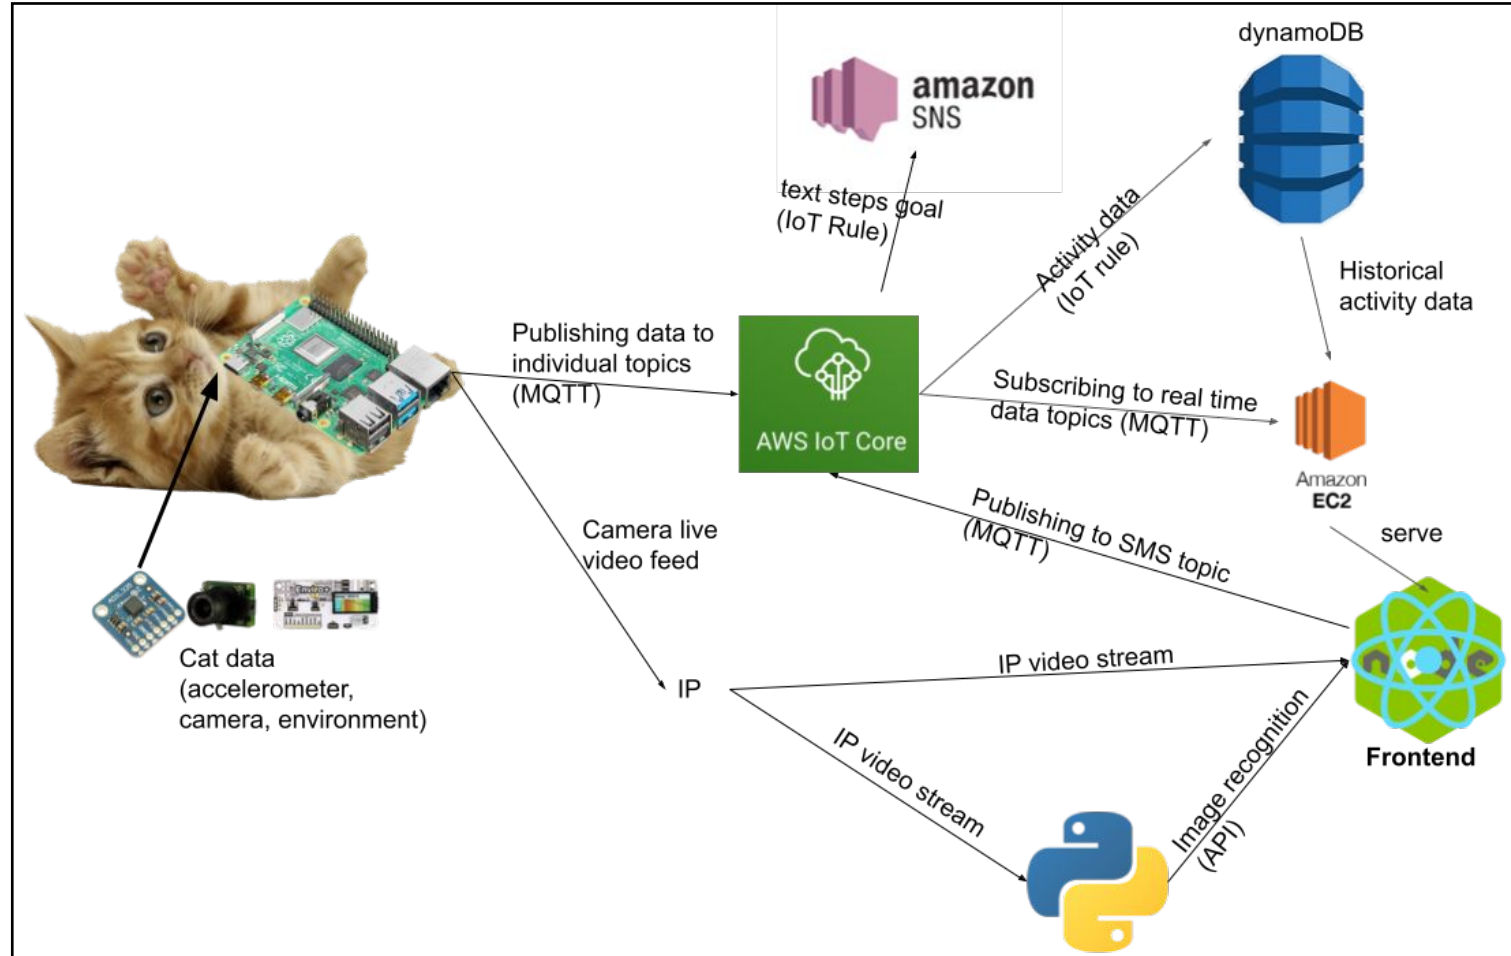 dynamoDB
amazon
SNS
text steps goal
(IoT Rule)
Activity data
(IoT rule)
Historical
activity data
Publishing data to
individual topics
(MQTT)
AWS IoT Core
Subscribing to real time
data topics (MQTT)
Amazon
EC2
Publishing to SMS topic
(MQTT)
serve
Camera live
video feed
Enviro+
Cat data
(accelerometer,
camera, environment)
IP
IP video stream
IP video stream
Image recognition
(API)
Frontend